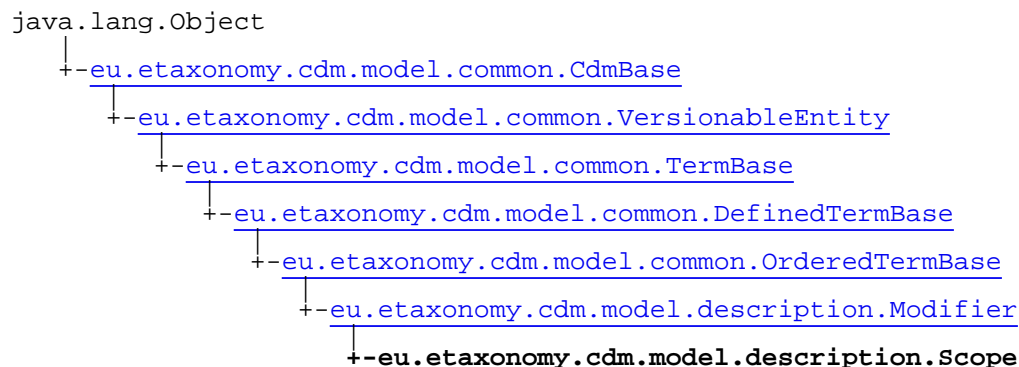 java.lang.Object
+-eu.etaxonomy.cdm.model.common.CdmBase
+-eu.etaxonomy.cdm.model.common.VersionableEntity
+-eu.etaxonomy.cdm.model.common.TermBase
+-eu.etaxonomy.cdm.model.common.DefinedTermBase
+-eu.etaxonomy.cdm.model.common.OrderedTermBase
+-eu.etaxonomy.cdm.model.description.Modifier
+-eu.etaxonomy.cdm.model.description.Scope